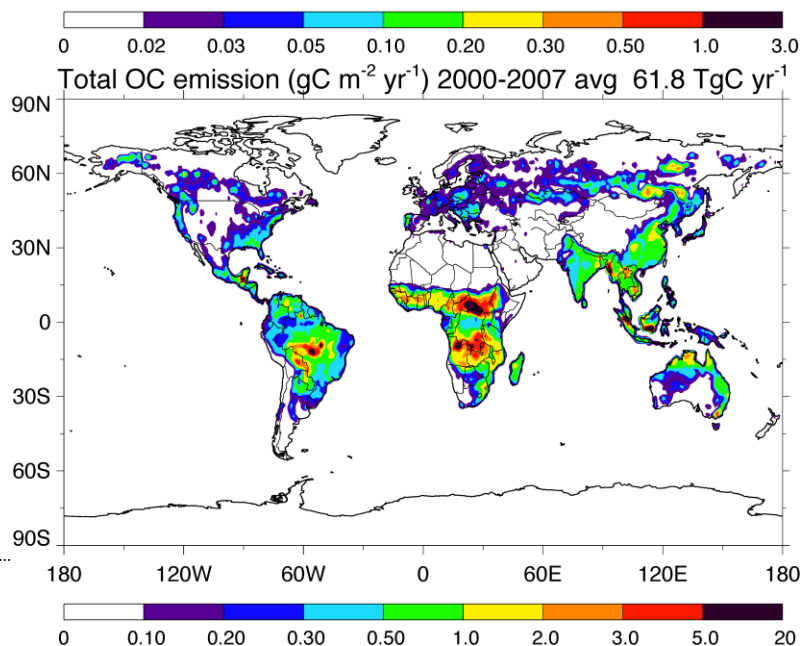 0 0.02 0.03 0.05 0.10 0.20 0.30 0.50 1.0 3.0
Total OC emission (gC m⁻² yr⁻¹) 2000-2007 avg 61.8 TgC yr⁻¹
90N
60N
30N
0
30S
60S
90S
...
180 120W 60W 0 60E 120E 180
0 0.10 0.20 0.30 0.50 1.0 2.0 3.0 5.0 20